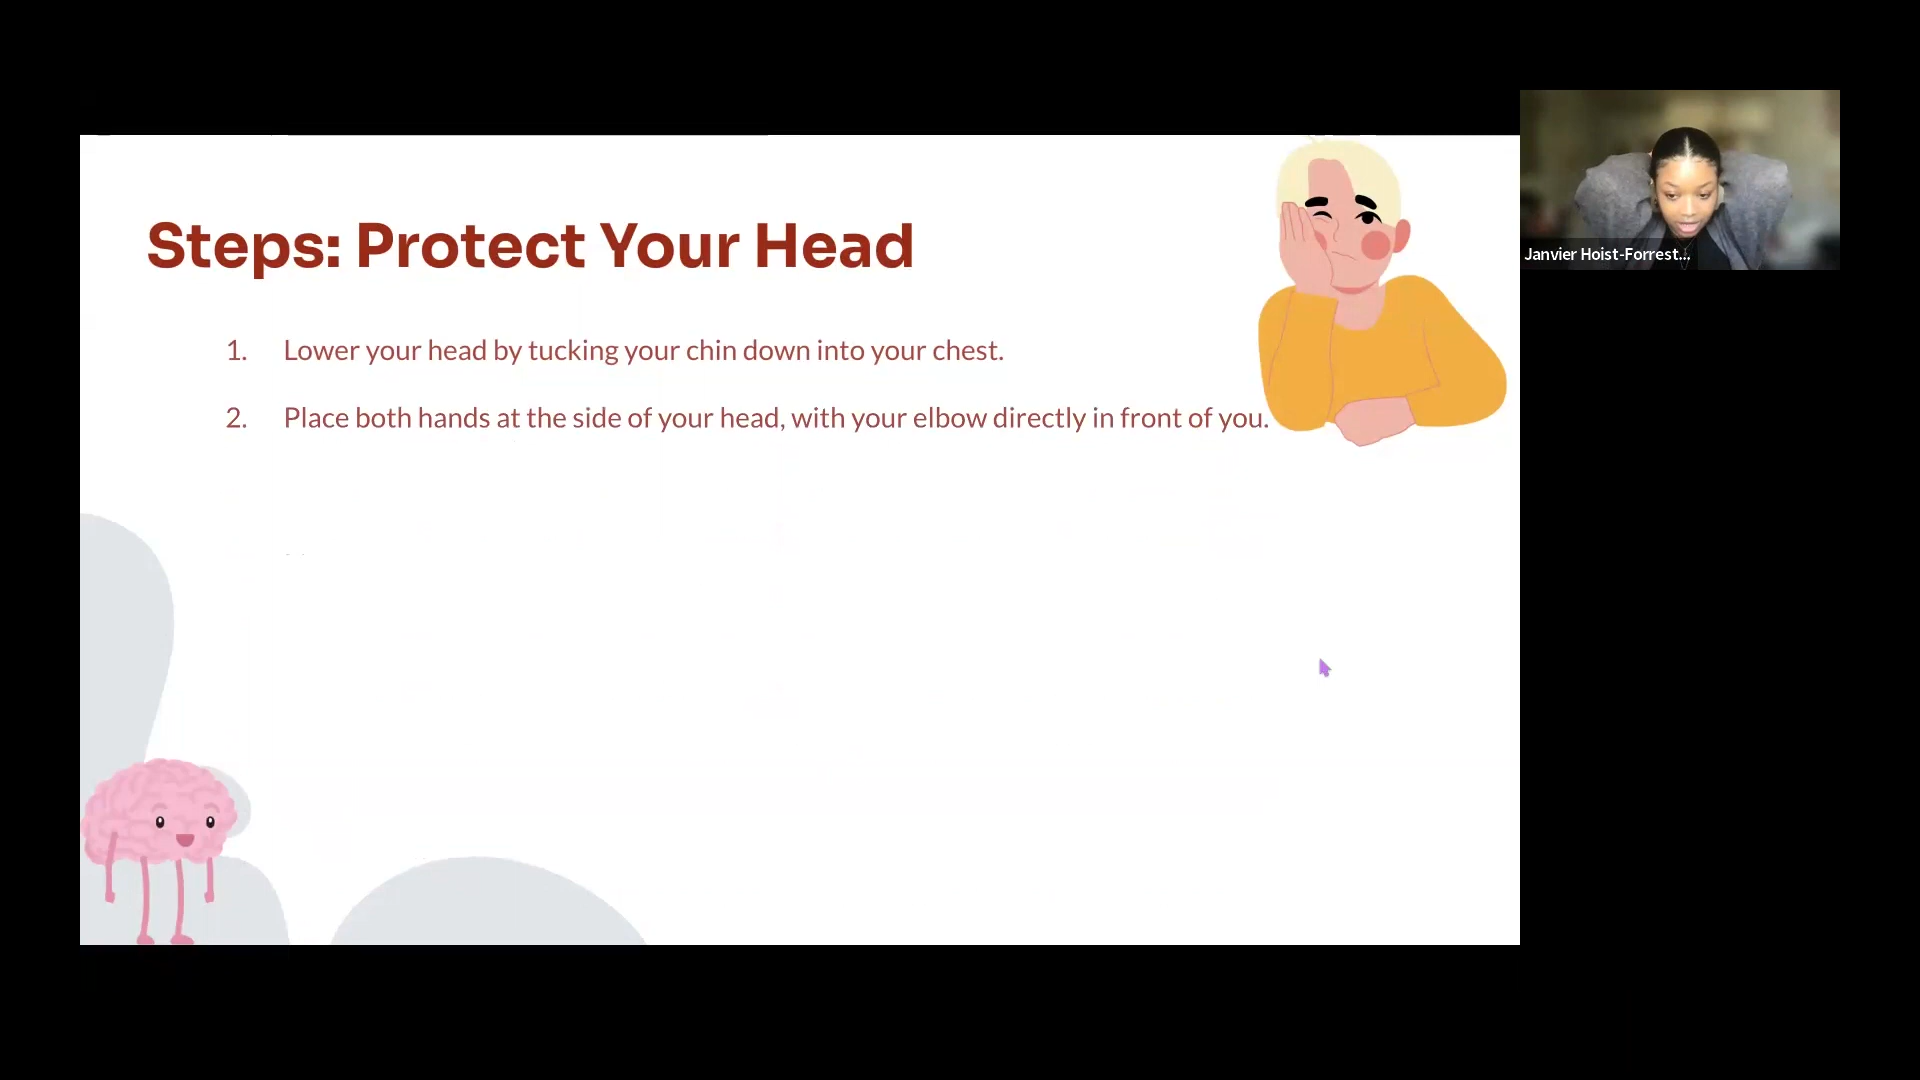 Steps: Protect Your Head
1. Lower your head by tucking your chin down into your chest.
2. Place both hands at the side of your head, with your elbow directly in front of you.
Janvier Hoist-Forrest...